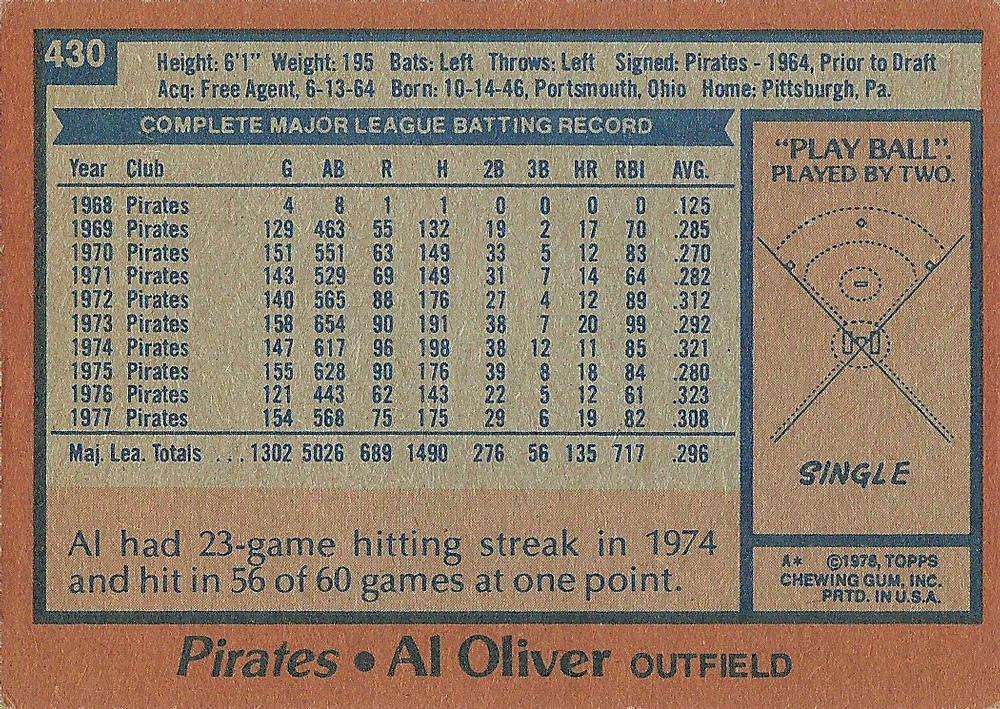 430
Height: 6'1" Weight: 195 Bats: Left Throws: Left Signed: Pirates - 1964, Prior to Draft
Acq: Free Agent, 6-13-64 Born: 10-14-46, Portsmouth, Ohio Home: Pittsburgh, Pa.
COMPLETE MAJOR LEAGUE BATTING RECORD
Year Club G AB R H 2B 3B HR RBI AVG.
1968 Pirates 4 8 1 1 0 0 0 0 .125
1969 Pirates 129 463 55 132 19 2 17 70 .285
1970 Pirates 151 551 63 149 33 5 12 83 .270
1971 Pirates 143 529 69 149 31 7 14 64 .282
1972 Pirates 140 565 88 176 27 4 12 89 .312
1973 Pirates 158 654 90 191 38 7 20 99 .292
1974 Pirates 147 617 96 198 38 12 11 85 .321
1975 Pirates 155 628 90 176 39 8 18 84 .280
1976 Pirates 121 443 62 143 22 5 12 61 .323
1977 Pirates 154 568 75 175 29 6 19 82 .308
Maj. Lea. Totals ...1302 5026 689 1490 276 56 135 717 .296
Al had 23-game hitting streak in 1974
and hit in 56 of 60 games at one point.
"PLAY BALL".
PLAYED BY TWO.
SINGLE
A* ©1978, TOPPS
CHEWING GUM, INC.
PRTD. IN U.S.A.
Pirates • Al Oliver OUTFIELD